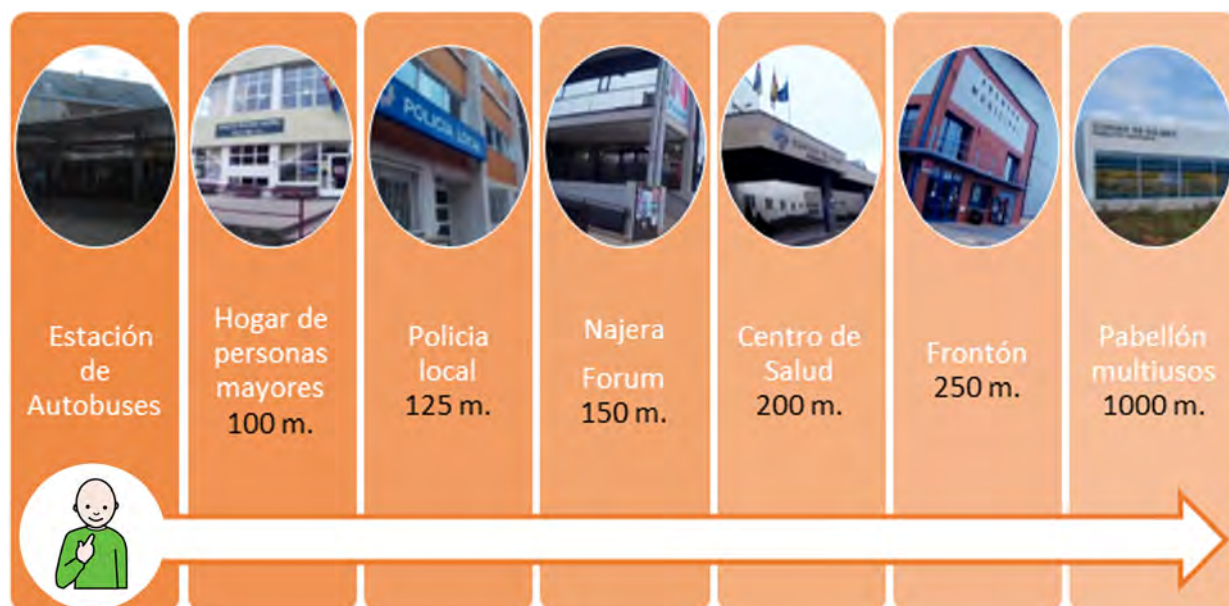 POLICIA LOCAL
Estación
de
Autobuses
Hogar de
personas
mayores
100 m.
Policia
local
125 m.
Najera
Forum
150 m.
Centro de
Salud
200 m.
Frontón
250 m.
Pabellón
multiusos
1000 m.